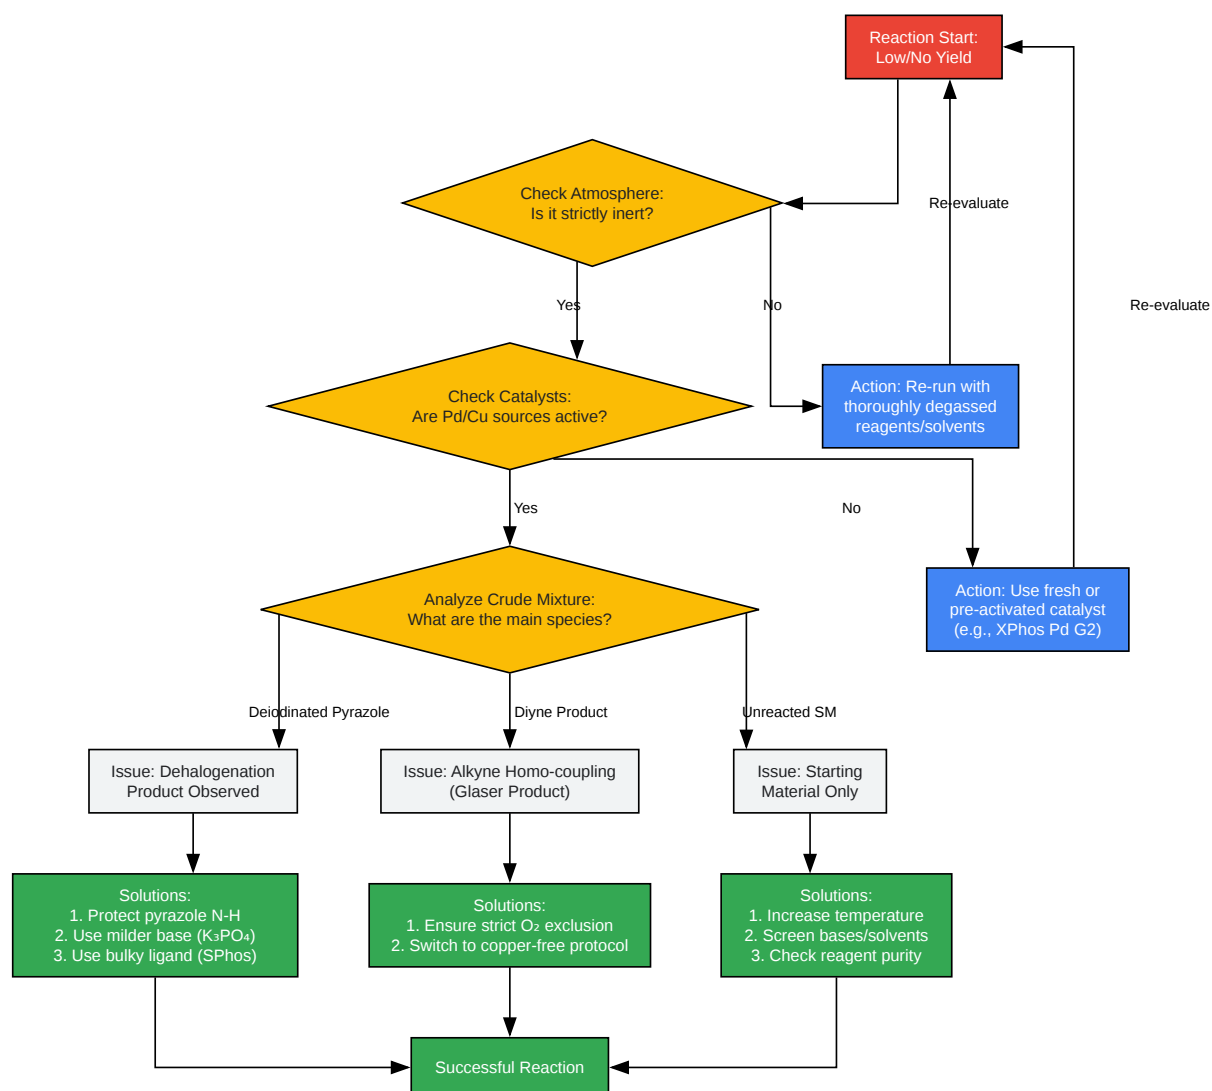 Reaction Start:
Low/No Yield
Check Atmosphere:
Is it strictly inert?
Re-evaluate
Yes
No
Re-evaluate
Action: Re-run with
thoroughly degassed
reagents/solvents
Check Catalysts:
Are Pd/Cu sources active?
Yes
No
Action: Use fresh or
pre-activated catalyst
(e.g., XPhos Pd G2)
Analyze Crude Mixture:
What are the main species?
Deiodinated Pyrazole
Diyne Product
Unreacted SM
Issue: Dehalogenation
Product Observed
Issue: Alkyne Homo-coupling
(Glaser Product)
Issue: Starting
Material Only
Solutions:
1. Protect pyrazole N-H
2. Use milder base (K₃PO₄)
3. Use bulky ligand (SPhos)
Solutions:
1. Ensure strict O₂ exclusion
2. Switch to copper-free protocol
Solutions:
1. Increase temperature
2. Screen bases/solvents
3. Check reagent purity
Successful Reaction